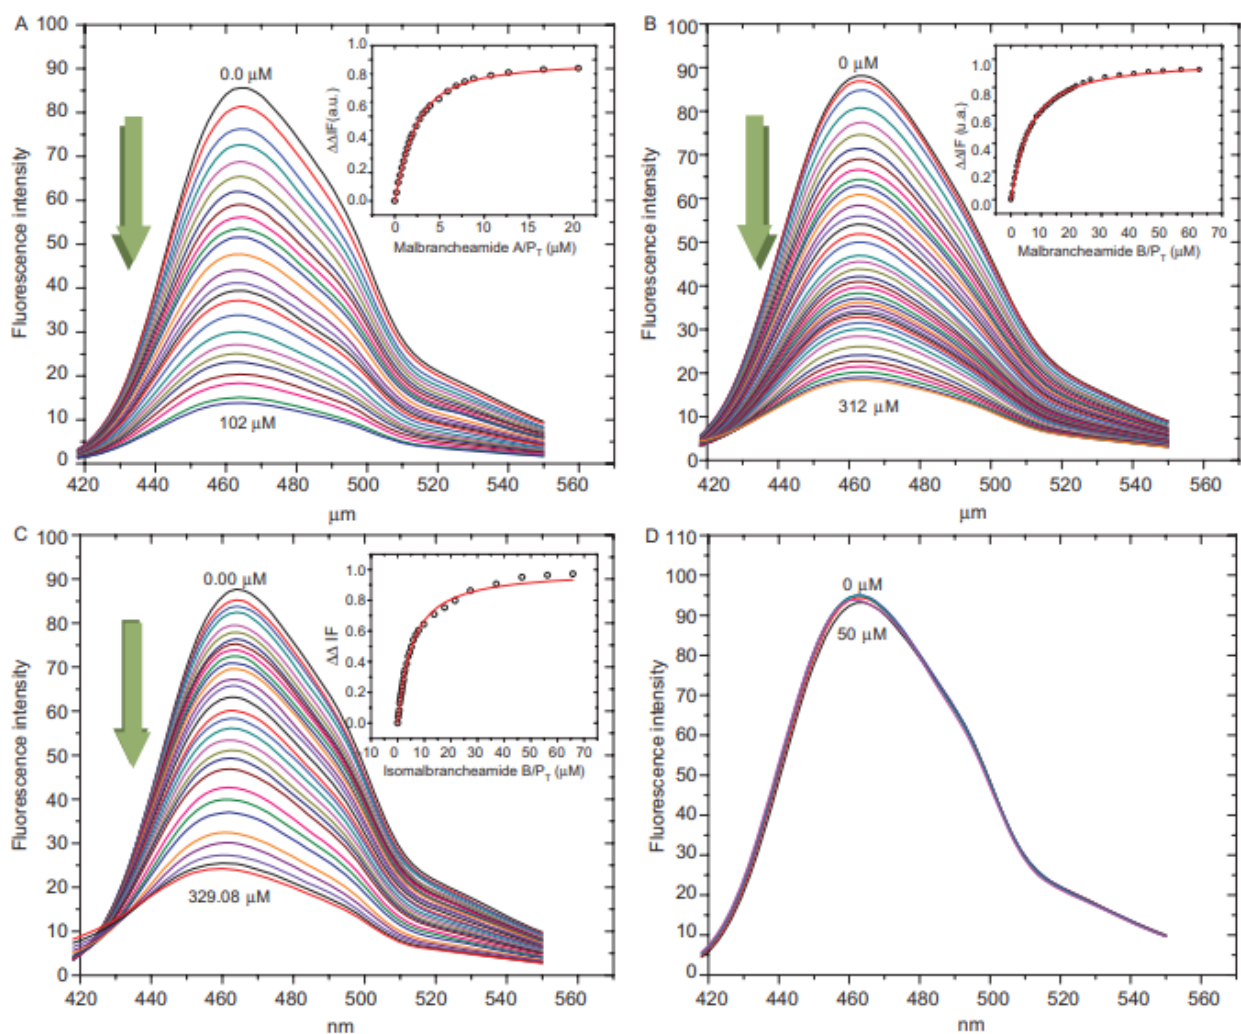 A
Fluorescence intensity
100
90
80
70
60
50
40
30
20
10
0
0.0 μM
102 μM
420 440 460 480 500 520 540 560
μm
ΔΔIF(a.u.)
1.0
0.8
0.6
0.4
0.2
0.0
0 5 10 15 20
Malbrancheamide A/PT (μM)
B
Fluorescence intensity
100
90
80
70
60
50
40
30
20
10
0
0 μM
312 μM
420 440 460 480 500 520 540 560
μm
ΔΔIF (u.a.)
1.0
0.8
0.6
0.4
0.2
0.0
0 10 20 30 40 50 60 70
Malbrancheamide B/PT (μM)
C
Fluorescence intensity
100
90
80
70
60
50
40
30
20
10
0
0.00 μM
329.08 μM
420 440 460 480 500 520 540 560
nm
ΔΔ IF
1.0
0.8
0.6
0.4
0.2
0.0
10 0 10 20 30 40 50 60 70
Isomalbrancheamide B/PT (μM)
D
Fluorescence intensity
110
100
90
80
70
60
50
40
30
20
10
0
0 μM
50 μM
420 440 460 480 500 520 540 560
nm